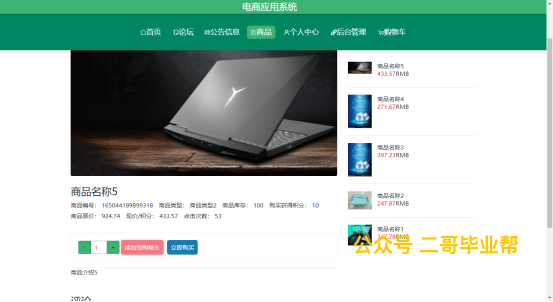 电商应用系统
首页 论坛 公告信息 商品 个人中心 后台管理 购物车
商品名称5
商品编号: 165044189899318 商品类型: 商品类型2 商品库存: 100 购买获得积分: 10
商品原价: 924.74 现价/积分: 433.57 点击次数: 53
- 1 +
添加到购物车 立即购买
商品介绍5
评论
商品名称5
433.57RMB
商品名称4
271.67RMB
商品名称3
397.23RMB
商品名称2
247.87RMB
商品名称1
公众号 二哥毕业帮